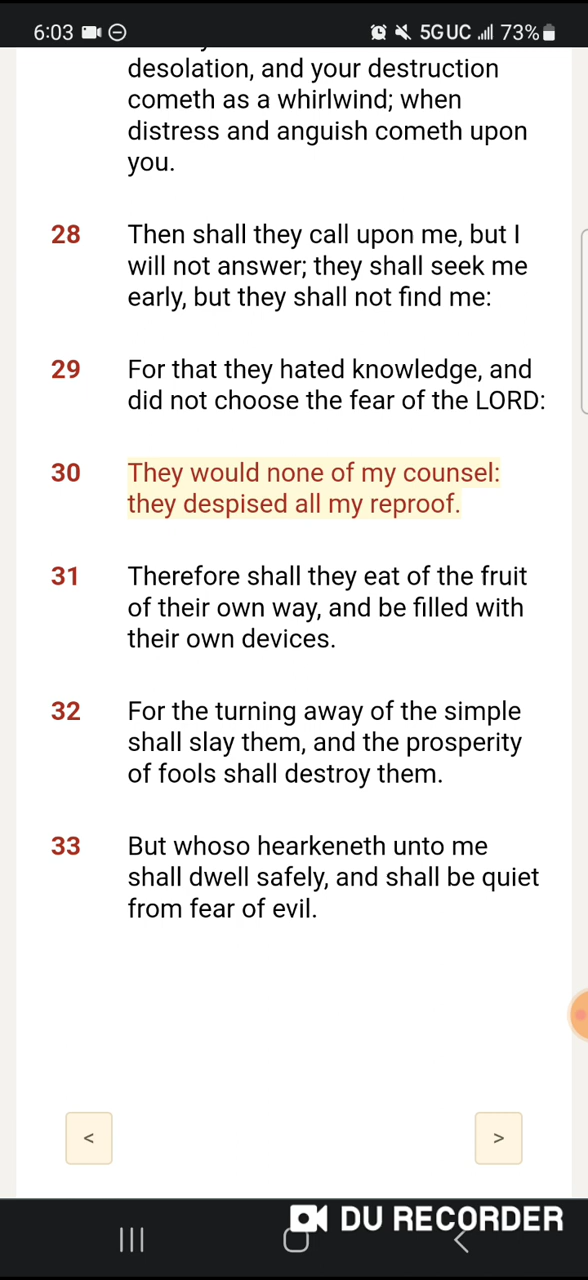 6:03
5G UC 73%
desolation, and your destruction
cometh as a whirlwind; when
distress and anguish cometh upon
you.
28 Then shall they call upon me, but I
will not answer; they shall seek me
early, but they shall not find me:
29 For that they hated knowledge, and
did not choose the fear of the LORD:
30 They would none of my counsel:
they despised all my reproof.
31 Therefore shall they eat of the fruit
of their own way, and be filled with
their own devices.
32 For the turning away of the simple
shall slay them, and the prosperity
of fools shall destroy them.
33 But whoso hearkeneth unto me
shall dwell safely, and shall be quiet
from fear of evil.
< >
DU RECORDER